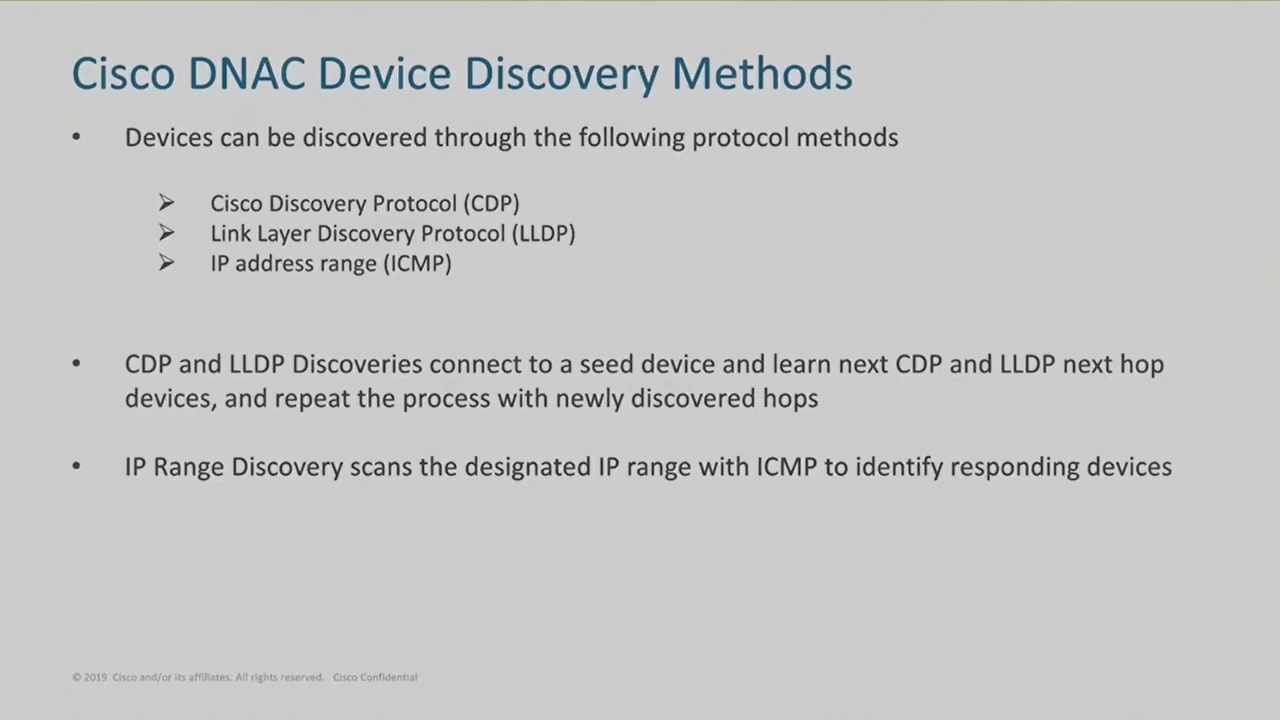 Cisco DNAC Device Discovery Methods
• Devices can be discovered through the following protocol methods
➢ Cisco Discovery Protocol (CDP)
➢ Link Layer Discovery Protocol (LLDP)
➢ IP address range (ICMP)
• CDP and LLDP Discoveries connect to a seed device and learn next CDP and LLDP next hop
devices, and repeat the process with newly discovered hops
• IP Range Discovery scans the designated IP range with ICMP to identify responding devices
© 2019 Cisco and/or its affiliates. All rights reserved. Cisco Confidential